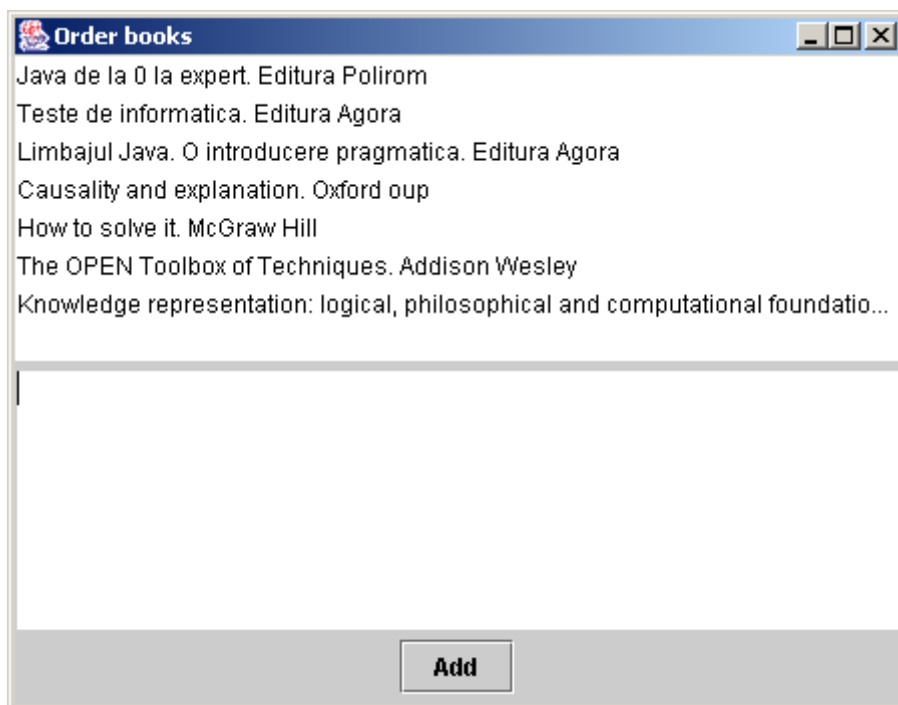 Order books
Java de la 0 la expert. Editura Polirom
Teste de informatica. Editura Agora
Limbajul Java. O introducere pragmatica. Editura Agora
Causality and explanation. Oxford oup
How to solve it. McGraw Hill
The OPEN Toolbox of Techniques. Addison Wesley
Knowledge representation: logical, philosophical and computational foundatio...
Add